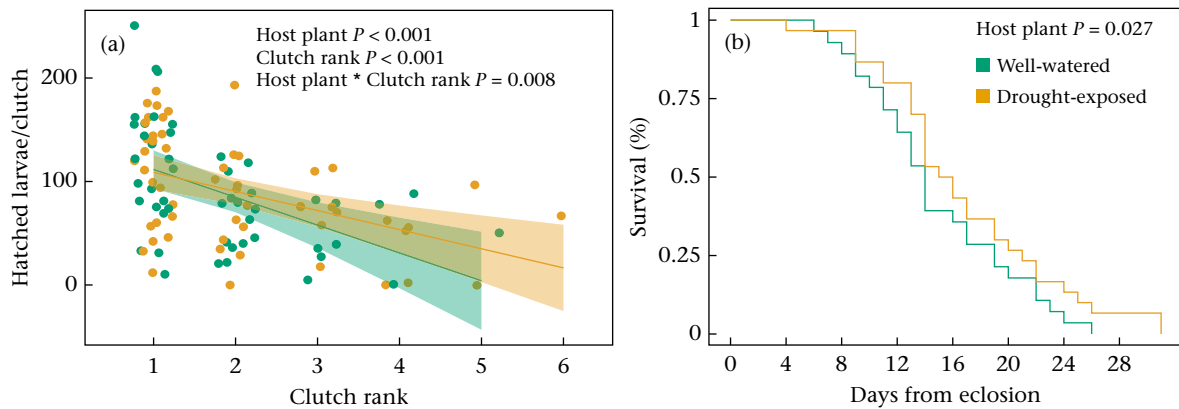 (a)
Host plant P < 0.001
Clutch rank P < 0.001
Host plant * Clutch rank P = 0.008
Hatched larvae/clutch
200
100
0
1 2 3 4 5 6
Clutch rank
(b)
Host plant P = 0.027
Well-watered
Drought-exposed
Survival (%)
1
0.75
0.5
0.25
0
0 4 8 12 16 20 24 28
Days from eclosion